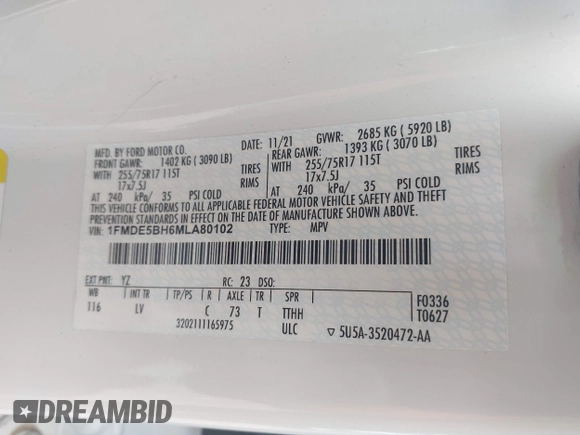 MFD. BY FORD MOTOR CO. 11/21 GVWR: 2685 KG ( 5920 LB)
FRONT GAWR: 1402 KG ( 3090 LB) REAR GAWR: 1393 KG ( 3070 LB)
WITH 255/75R17 115T TIRES WITH 255/75R17 115T TIRES
17x7.5J RIMS 17x7.5J RIMS
AT 240 kPa/ 35 PSI COLD AT 240 kPa/ 35 PSI COLD
THIS VEHICLE CONFORMS TO ALL APPLICABLE FEDERAL MOTOR VEHICLE SAFETY AND THEFT
PREVENTION STANDARDS IN EFFECT ON THE DATE OF MANUFACTURE SHOWN ABOVE.
VIN: 1FMDE5BH6MLA80102 TYPE: MPV
EXT PNT: YZ RC: 23 DSO:
WB INT TR TP/PS R AXLE TR SPR F0336
116 LV C 73 T TTHH T0627
3202111165975 ULC ▽ 5U5A-3520472-AA
DREAMBID